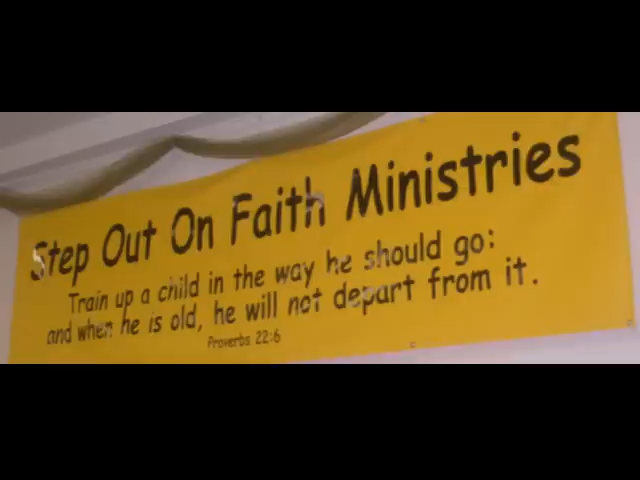 Step Out On Faith Ministries
Train up a child in the way he should go:
and when he is old, he will not depart from it.
Proverbs 22:6